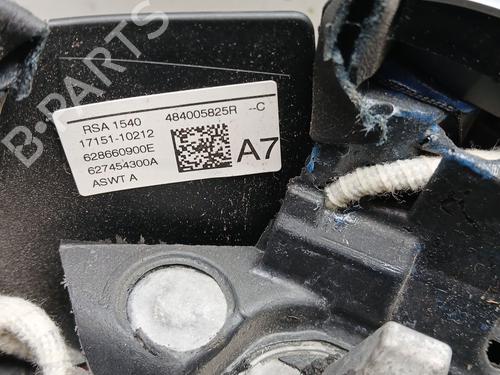 B-PARTS
RSA 1540 484005825R --C
17151-10212
628660900E
627454300A
ASWT A
A7